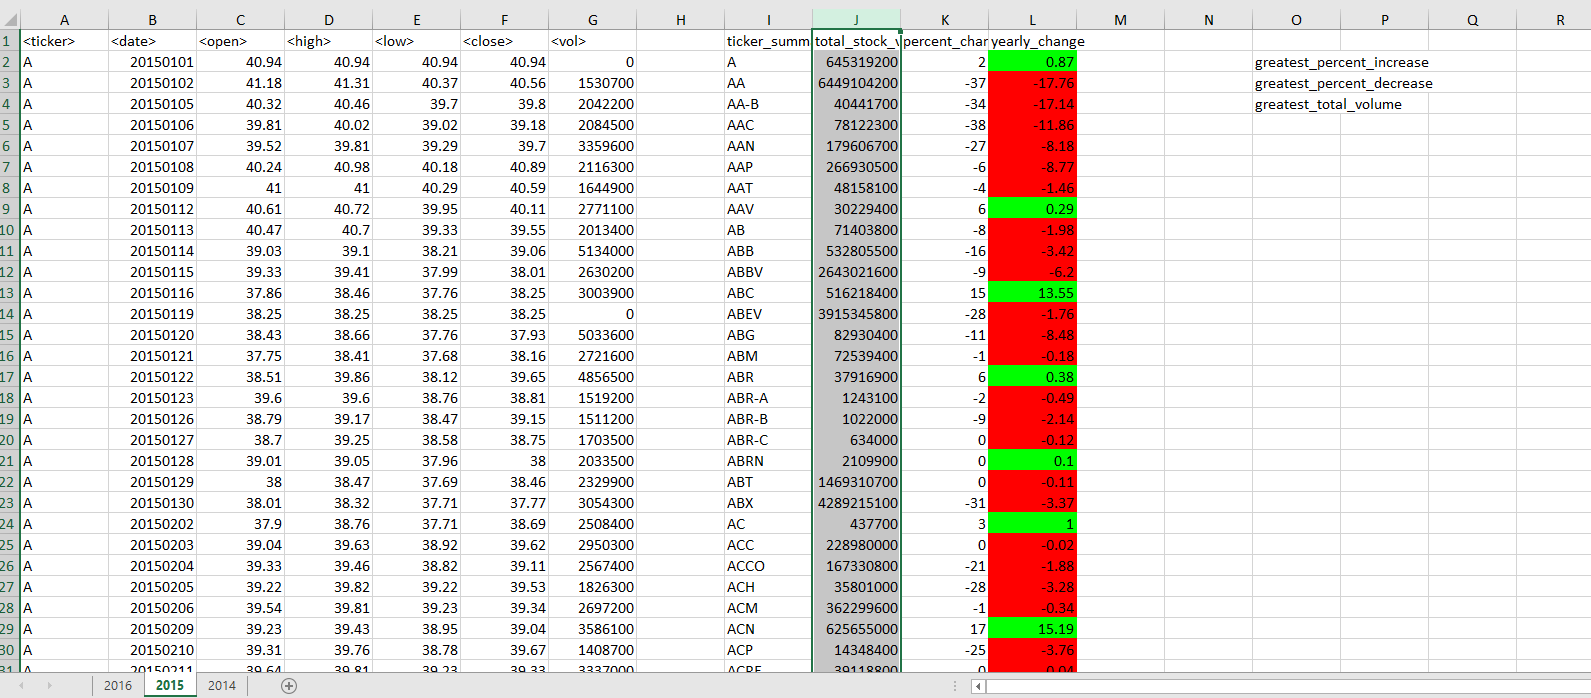 A B C D E F G H I J K L M N O P Q R
1 <ticker> <date> <open> <high> <low> <close> <vol> ticker_summ total_stock_v percent_char yearly_change
2 A 20150101 40.94 40.94 40.94 40.94 0 A 645319200 2 0.87 greatest_percent_increase
3 A 20150102 41.18 41.31 40.37 40.56 1530700 AA 6449104200 -37 -17.76 greatest_percent_decrease
4 A 20150105 40.32 40.46 39.7 39.8 2042200 AA-B 40441700 -34 -17.14 greatest_total_volume
5 A 20150106 39.81 40.02 39.02 39.18 2084500 AAC 78122300 -38 -11.86
6 A 20150107 39.52 39.81 39.29 39.7 3359600 AAN 179606700 -27 -8.18
7 A 20150108 40.24 40.98 40.18 40.89 2116300 AAP 266930500 -6 -8.77
8 A 20150109 41 41 40.29 40.59 1644900 AAT 48158100 -4 -1.46
9 A 20150112 40.61 40.72 39.95 40.11 2771100 AAV 30229400 6 0.29
10 A 20150113 40.47 40.7 39.33 39.55 2013400 AB 71403800 -8 -1.98
11 A 20150114 39.03 39.1 38.21 39.06 5134000 ABB 532805500 -16 -3.42
12 A 20150115 39.33 39.41 37.99 38.01 2630200 ABBV 2643021600 -9 -6.2
13 A 20150116 37.86 38.46 37.76 38.25 3003900 ABC 516218400 15 13.55
14 A 20150119 38.25 38.25 38.25 38.25 0 ABEV 3915345800 -28 -1.76
15 A 20150120 38.43 38.66 37.76 37.93 5033600 ABG 82930400 -11 -8.48
16 A 20150121 37.75 38.41 37.68 38.16 2721600 ABM 72539400 -1 -0.18
17 A 20150122 38.51 39.86 38.12 39.65 4856500 ABR 37916900 6 0.38
18 A 20150123 39.6 39.6 38.76 38.81 1519200 ABR-A 1243100 -2 -0.49
19 A 20150126 38.79 39.17 38.47 39.15 1511200 ABR-B 1022000 -9 -2.14
20 A 20150127 38.7 39.25 38.58 38.75 1703500 ABR-C 634000 0 -0.12
21 A 20150128 39.01 39.05 37.96 38 2033500 ABRN 2109900 0 0.1
22 A 20150129 38 38.47 37.69 38.46 2329900 ABT 1469310700 0 -0.11
23 A 20150130 38.01 38.32 37.71 37.77 3054300 ABX 4289215100 -31 -3.37
24 A 20150202 37.9 38.76 37.71 38.69 2508400 AC 437700 3 1
25 A 20150203 39.04 39.63 38.92 39.62 2950300 ACC 228980000 0 -0.02
26 A 20150204 39.33 39.46 38.82 39.11 2567400 ACCO 167330800 -21 -1.88
27 A 20150205 39.22 39.82 39.22 39.53 1826300 ACH 35801000 -28 -3.28
28 A 20150206 39.54 39.81 39.23 39.34 2697200 ACM 362299600 -1 -0.34
29 A 20150209 39.23 39.43 38.95 39.04 3586100 ACN 625655000 17 15.19
30 A 20150210 39.31 39.76 38.78 39.67 1408700 ACP 14348400 -25 -3.76
31 A 20150211 39.64 39.81 39.23 39.33 3337000 ACRE 39118800 0 0.04
2016 2015 2014